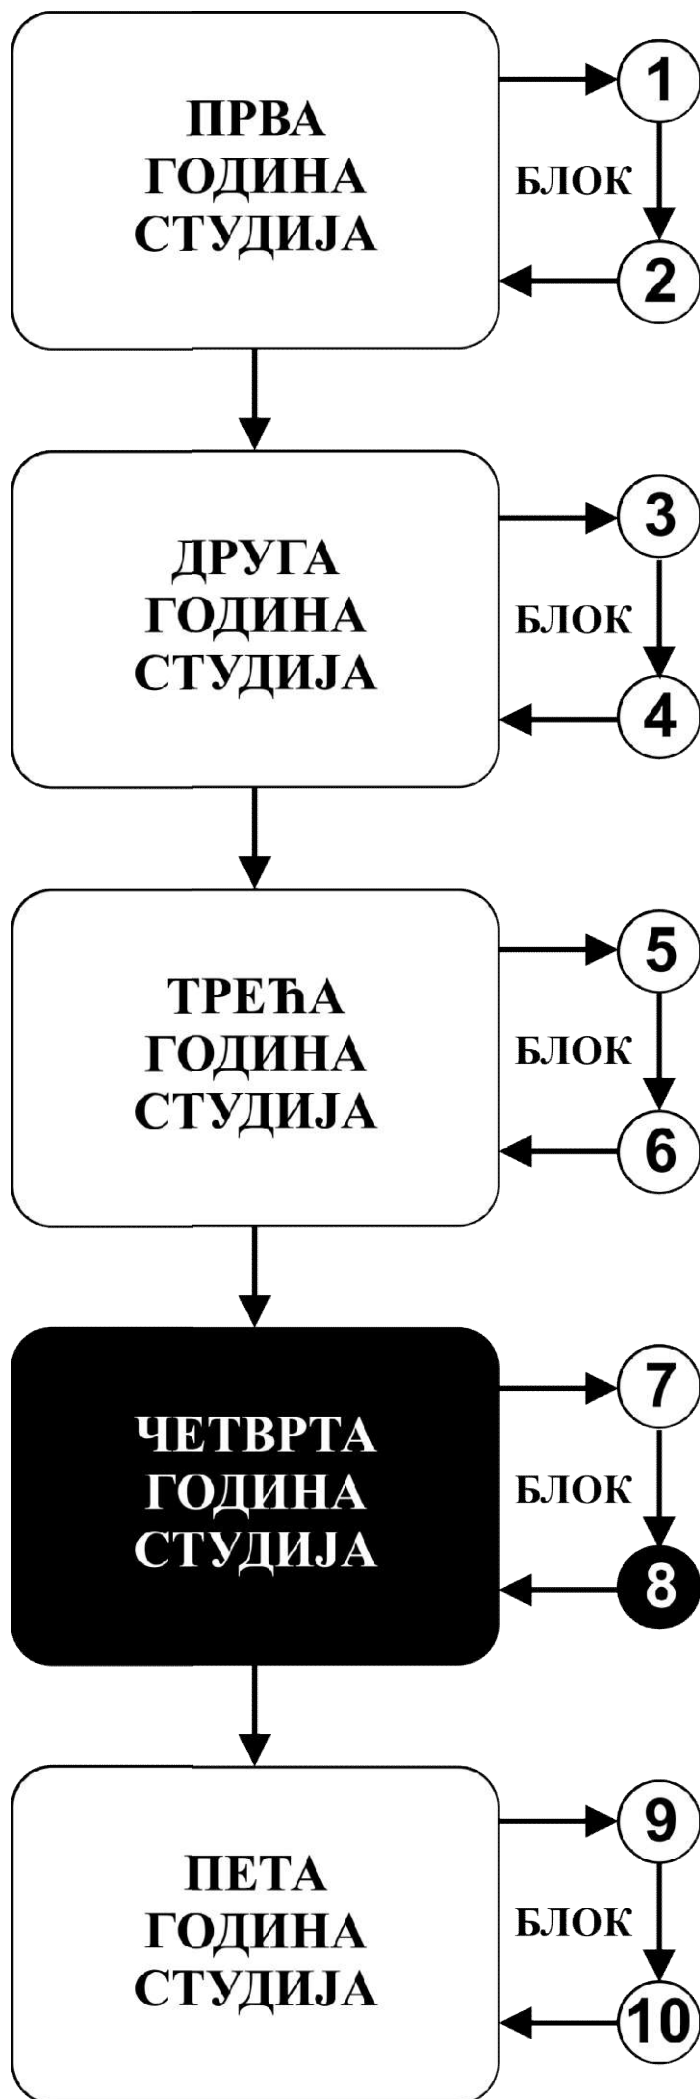 ПРВА
ГОДИНА
СТУДИЈА
1
БЛОК
2
ДРУГА
ГОДИНА
СТУДИЈА
3
БЛОК
4
ТРЕЋА
ГОДИНА
СТУДИЈА
5
БЛОК
6
ЧЕТВРТА
ГОДИНА
СТУДИЈА
7
БЛОК
8
ПЕТА
ГОДИНА
СТУДИЈА
9
БЛОК
10